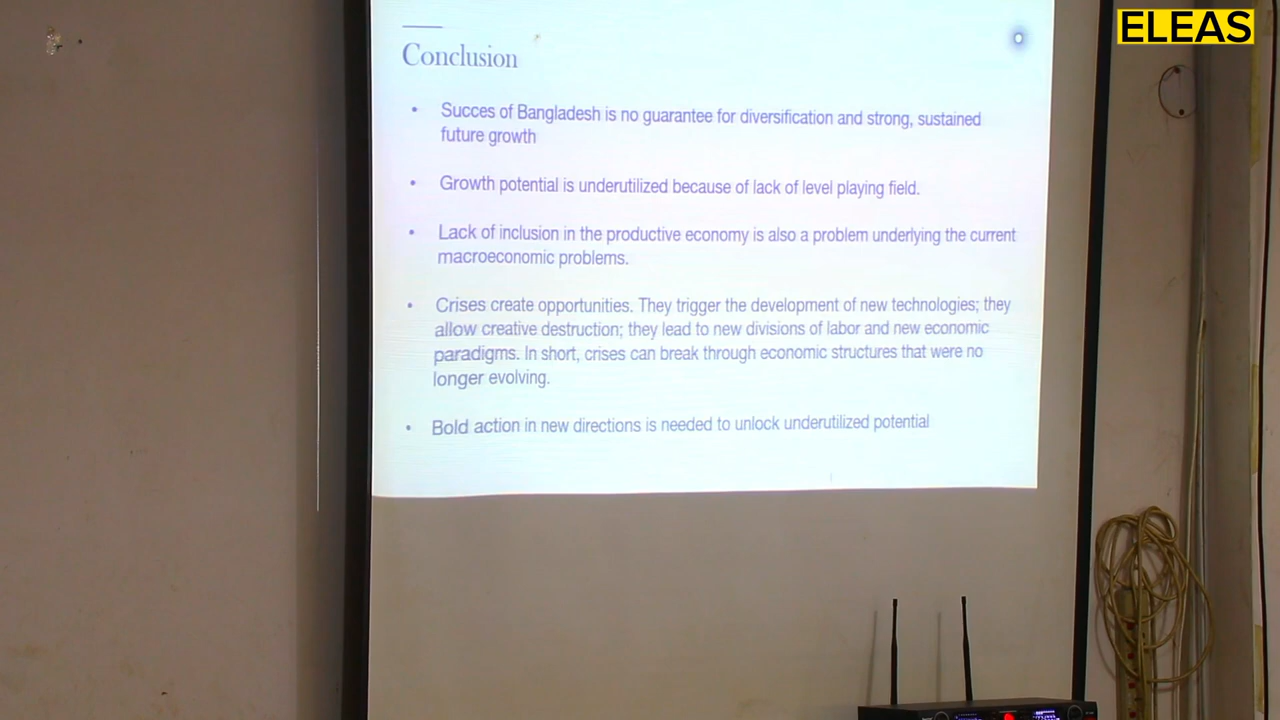 ELEAS
Conclusion
• Succes of Bangladesh is no guarantee for diversification and strong, sustained
future growth
• Growth potential is underutilized because of lack of level playing field.
• Lack of inclusion in the productive economy is also a problem underlying the current
macroeconomic problems.
• Crises create opportunities. They trigger the development of new technologies; they
allow creative destruction; they lead to new divisions of labor and new economic
paradigms. In short, crises can break through economic structures that were no
longer evolving.
• Bold action in new directions is needed to unlock underutilized potential